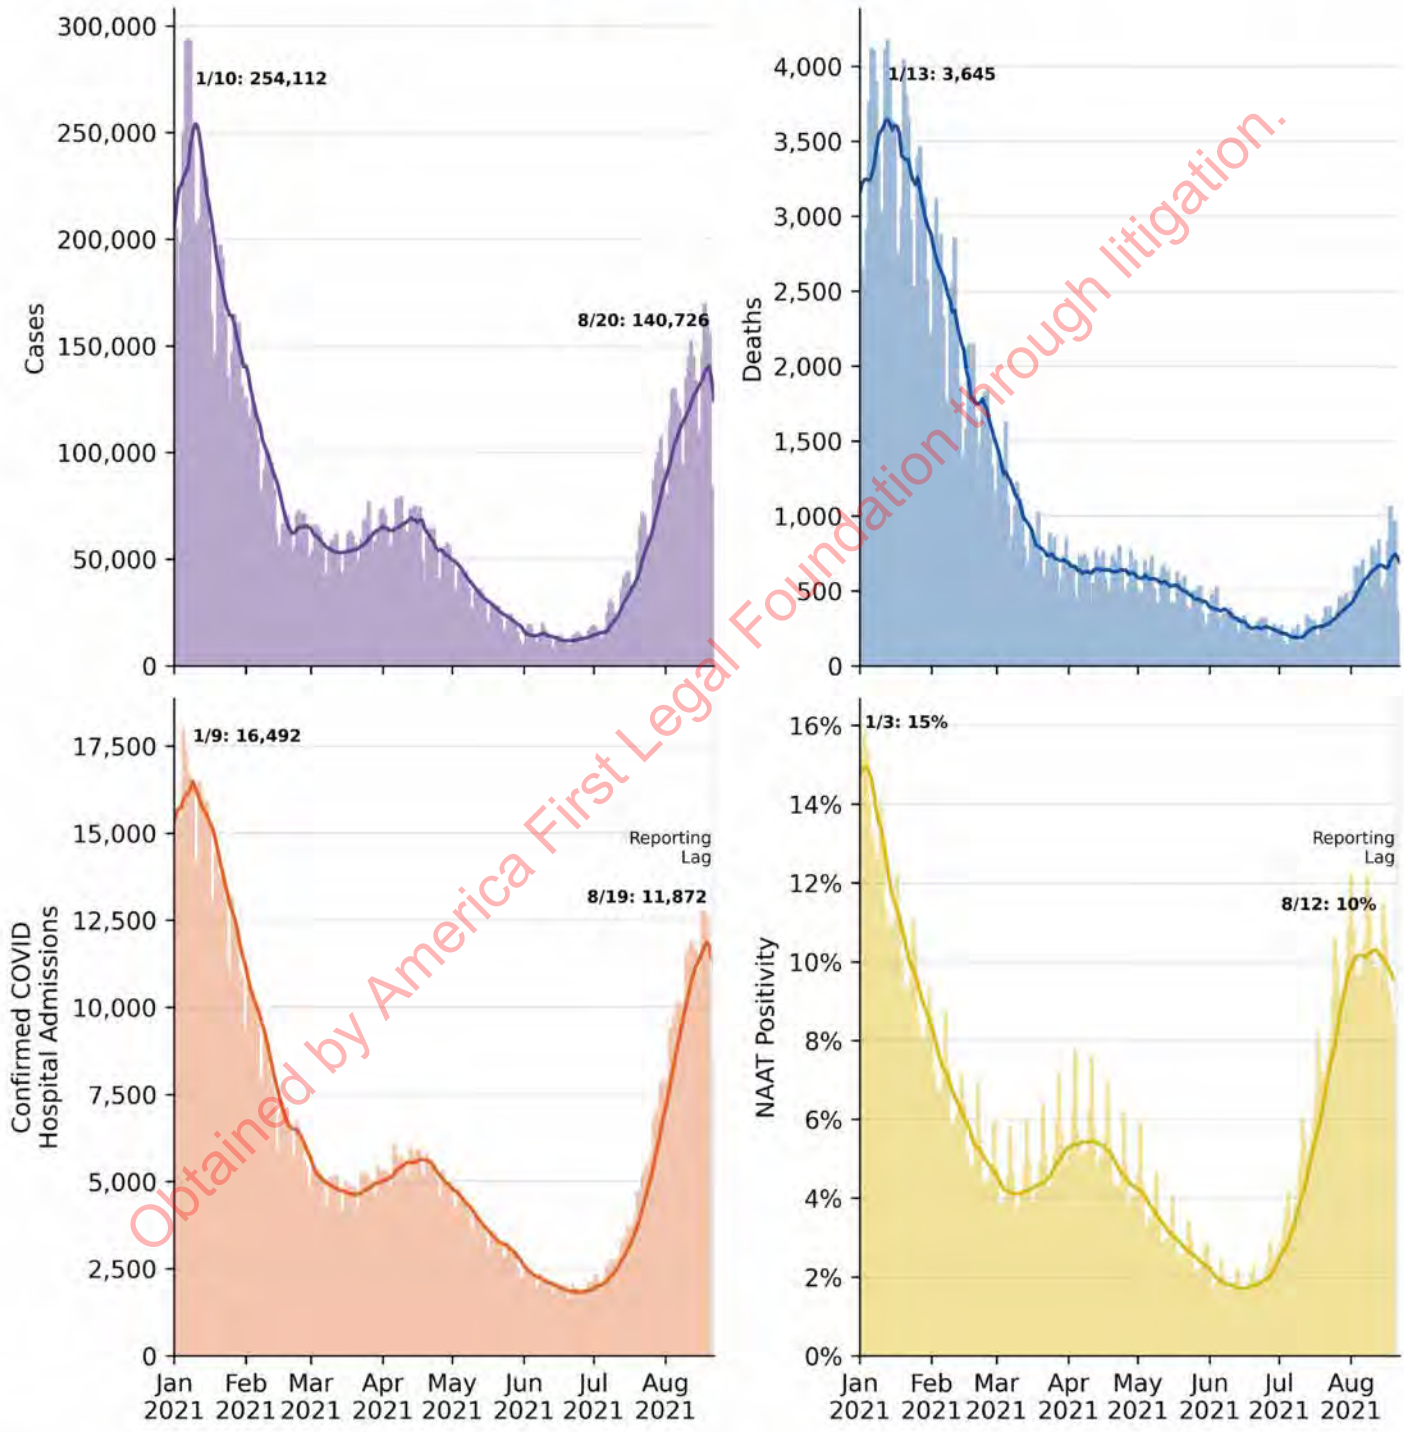 300,000
250,000
200,000
150,000
100,000
50,000
0
Cases
1/10: 254,112
8/20: 140,726
4,000
3,500
3,000
2,500
2,000
1,500
1,000
500
0
Deaths
1/13: 3,645
17,500
15,000
12,500
10,000
7,500
5,000
2,500
0
Confirmed COVID
Hospital Admissions
1/9: 16,492
Reporting
Lag
8/19: 11,872
Jan Feb Mar Apr May Jun Jul Aug
2021 2021 2021 2021 2021 2021 2021 2021
16%
14%
12%
10%
8%
6%
4%
2%
0%
NAAT Positivity
1/3: 15%
Reporting
Lag
8/12: 10%
Jan Feb Mar Apr May Jun Jul Aug
2021 2021 2021 2021 2021 2021 2021 2021
Obtained by America First Legal Foundation through litigation.